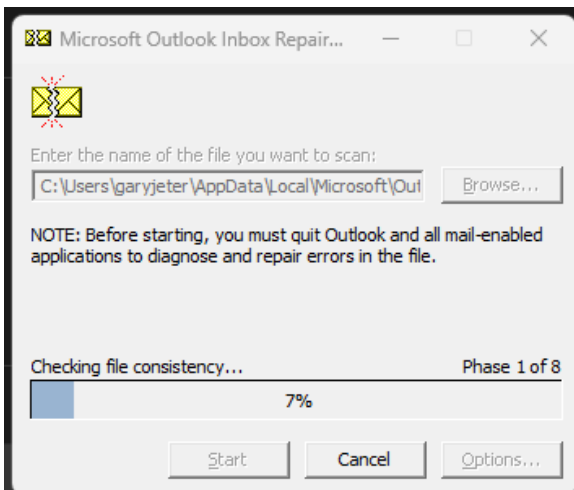 Microsoft Outlook Inbox Repair...
Enter the name of the file you want to scan:
C:\Users\garyjeter\AppData\Local\Microsoft\Out
Browse...
NOTE: Before starting, you must quit Outlook and all mail-enabled
applications to diagnose and repair errors in the file.
Checking file consistency... Phase 1 of 8
7%
Start Cancel Options...